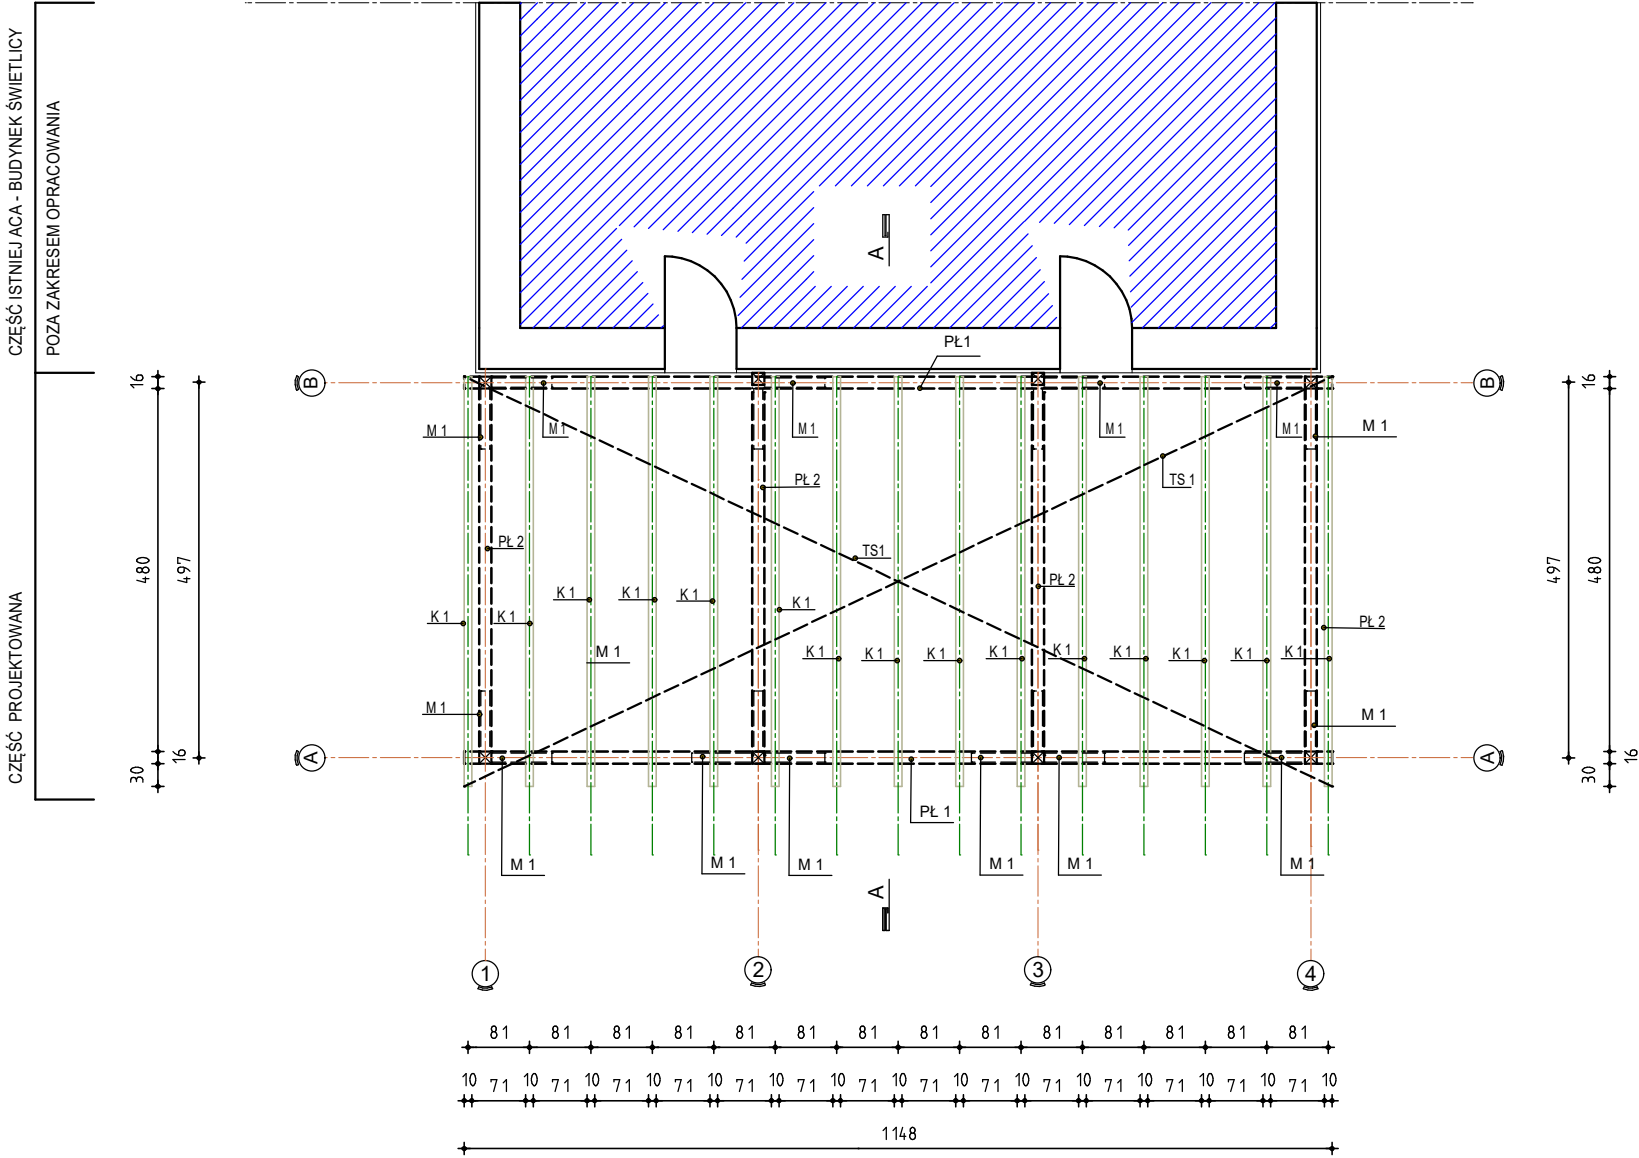 CZĘŚĆ ISTNIEJ ACA - BUDYNEK ŚWIETLICY
POZA ZAKRESEM OPRACOWANIA
CZĘŚĆ PROJEKTOWANA
A
PŁ1
B
B
16
16
M 1
M 1
M 1
M 1
M 1
M 1
PŁ 2
TS 1
PŁ 2
TS1
PŁ 2
480
497
497
480
K 1
K 1
K 1
K 1
K 1
K 1
PŁ 2
M 1
K 1
K 1
K 1
K 1
K 1
K 1
K 1
K 1
K 1
M 1
M 1
A
A
16
30
16
30
PŁ 1
M 1
M 1
M 1
M 1
M 1
M 1
A
1
2
3
4
81 81 81 81 81 81 81 81 81 81 81 81 81 81
10 71 10 71 10 71 10 71 10 71 10 71 10 71 10 71 10 71 10 71 10 71 10 71 10 71 10 71 10
1148